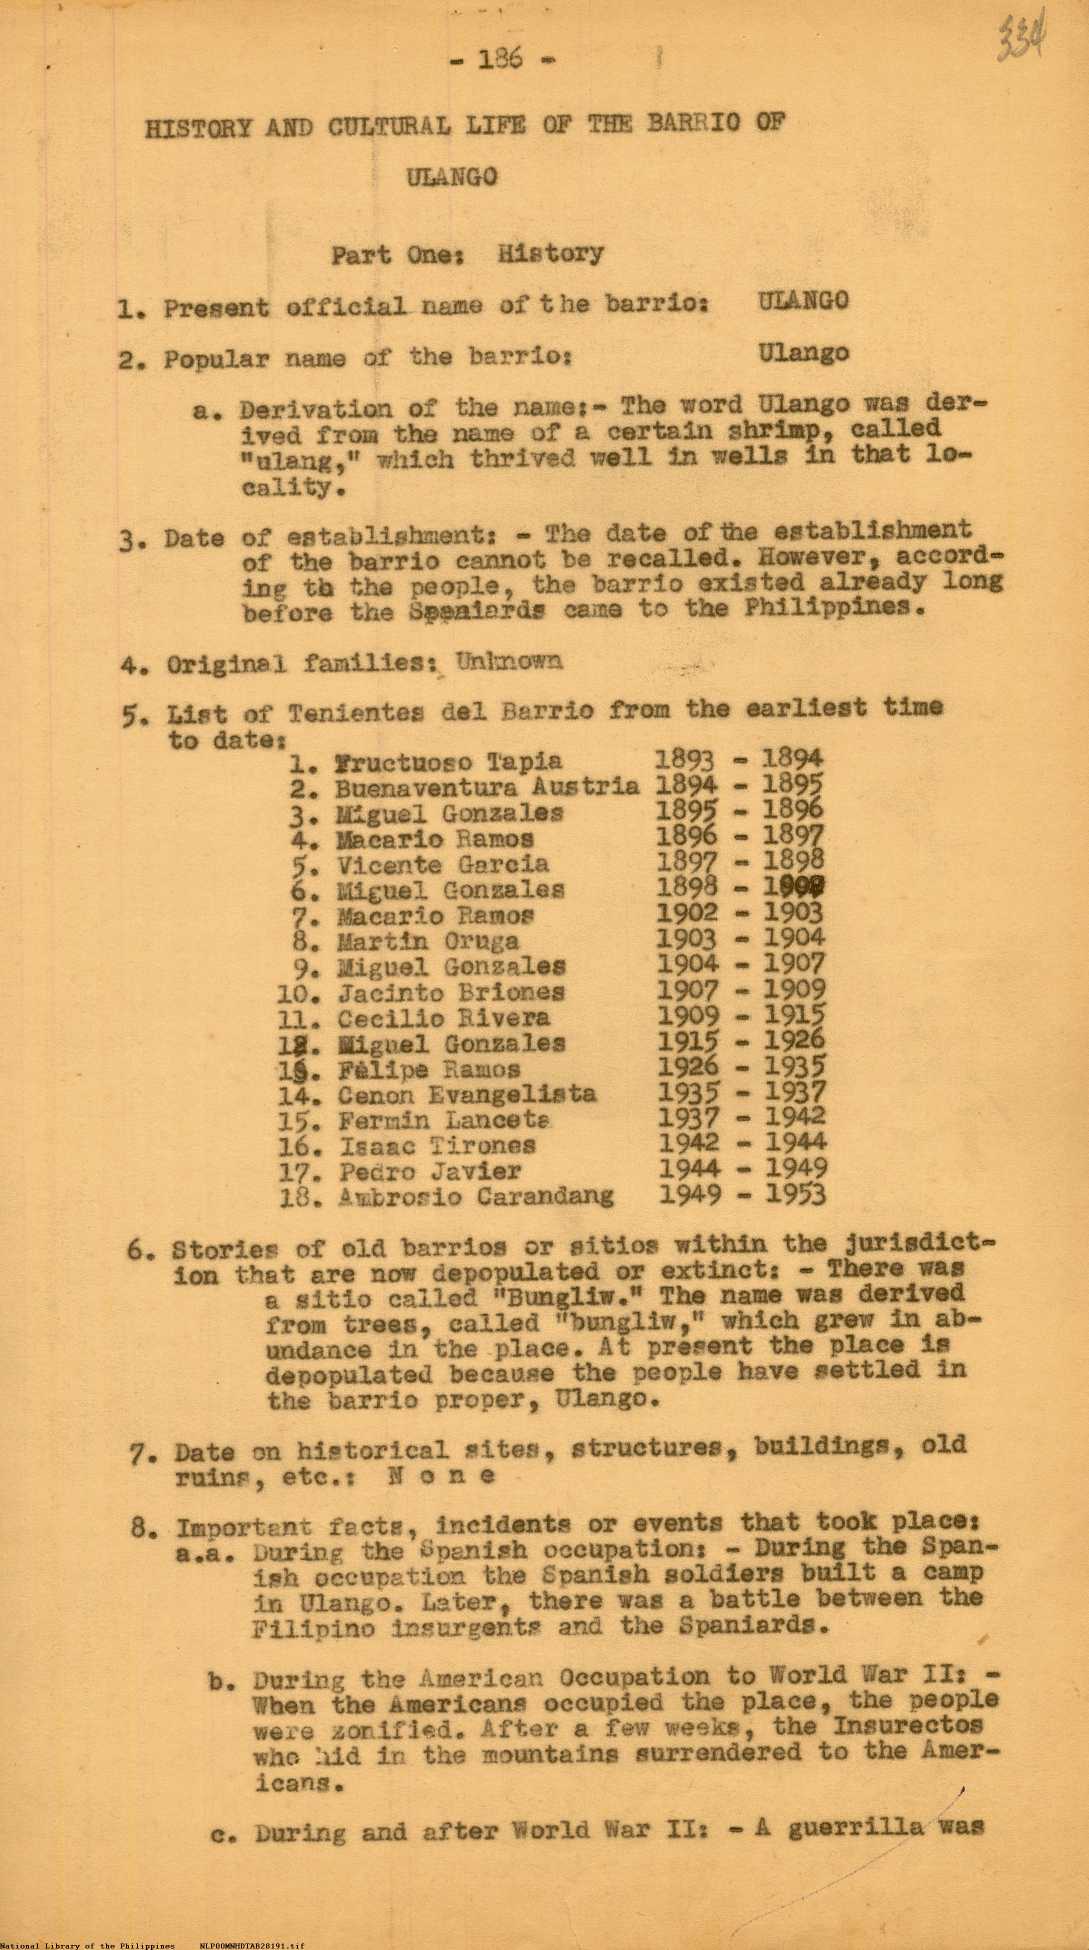 334
- 186 -
HISTORY AND CULTURAL LIFE OF THE BARRIO OF
ULANGO
Part One: History
1. Present official name of the barrio: ULANGO
2. Popular name of the barrio: Ulango
a. Derivation of the name:- The word Ulango was der-
ived from the name of a certain shrimp, called
"ulang," which thrived well in wells in that lo-
cality.
3. Date of establishment: - The date of the establishment
of the barrio cannot be recalled. However, accord-
ing to the people, the barrio existed already long
before the Spaniards came to the Philippines.
4. Original families: Unknown
5. List of Tenientes del Barrio from the earliest time
to date:
1. Fructuoso Tapia 1893 - 1894
2. Buenaventura Austria 1894 - 1895
3. Miguel Gonzales 1895 - 1896
4. Macario Ramos 1896 - 1897
5. Vicente Garcia 1897 - 1898
6. Miguel Gonzales 1898 - 1902
7. Macario Ramos 1902 - 1903
8. Martin Oruga 1903 - 1904
9. Miguel Gonzales 1904 - 1907
10. Jacinto Briones 1907 - 1909
11. Cecilio Rivera 1909 - 1915
12. Miguel Gonzales 1915 - 1926
13. Felipe Ramos 1926 - 1935
14. Cenon Evangelista 1935 - 1937
15. Fermin Lanceta 1937 - 1942
16. Isaac Tirones 1942 - 1944
17. Pedro Javier 1944 - 1949
18. Ambrosio Carandang 1949 - 1953
6. Stories of old barrios or sitios within the jurisdict-
ion that are now depopulated or extinct: - There was
a sitio called "Bungliw." The name was derived
from trees, called "bungliw," which grew in ab-
undance in the place. At present the place is
depopulated because the people have settled in
the barrio proper, Ulango.
7. Date on historical sites, structures, buildings, old
ruins, etc.: N o n e
8. Important facts, incidents or events that took place:
a.a. During the Spanish occupation: - During the Span-
ish occupation the Spanish soldiers built a camp
in Ulango. Later, there was a battle between the
Filipino insurgents and the Spaniards.
b. During the American Occupation to World War II: -
When the Americans occupied the place, the people
were zonified. After a few weeks, the Insurectos
who hid in the mountains surrendered to the Amer-
icans.
c. During and after World War II: - A guerrilla was
National Library of the Philippines NLP00MNHDTAB28191.tif